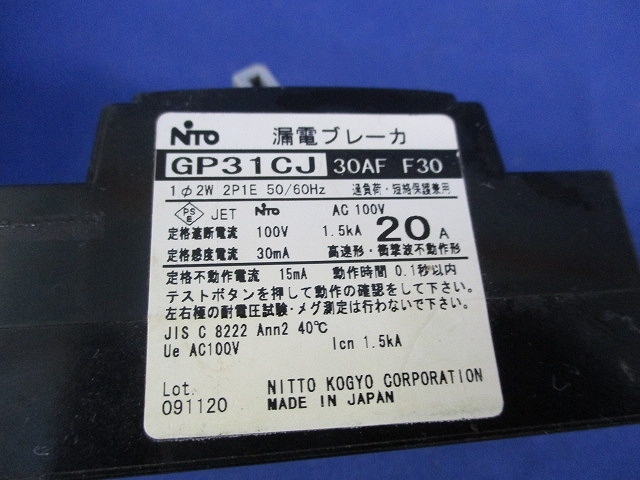 NITO 漏電ブレーカ
GP31CJ 30AF F30
1φ2W 2P1E 50/60Hz 過負荷・短絡保護兼用
PSE JET NITO AC 100V
定格遮断電流 100V 1.5kA 20A
定格感度電流 30mA 高速形・衝撃波不動作形
定格不動作電流 15mA 動作時間 0.1秒以内
テストボタンを押して動作の確認をして下さい。
左右極の耐電圧試験・メグ測定は行わないで下さい。
JIS C 8222 Ann2 40℃
Ue AC100V Icn 1.5kA
Lot. NITTO KOGYO CORPORATION
091120 MADE IN JAPAN